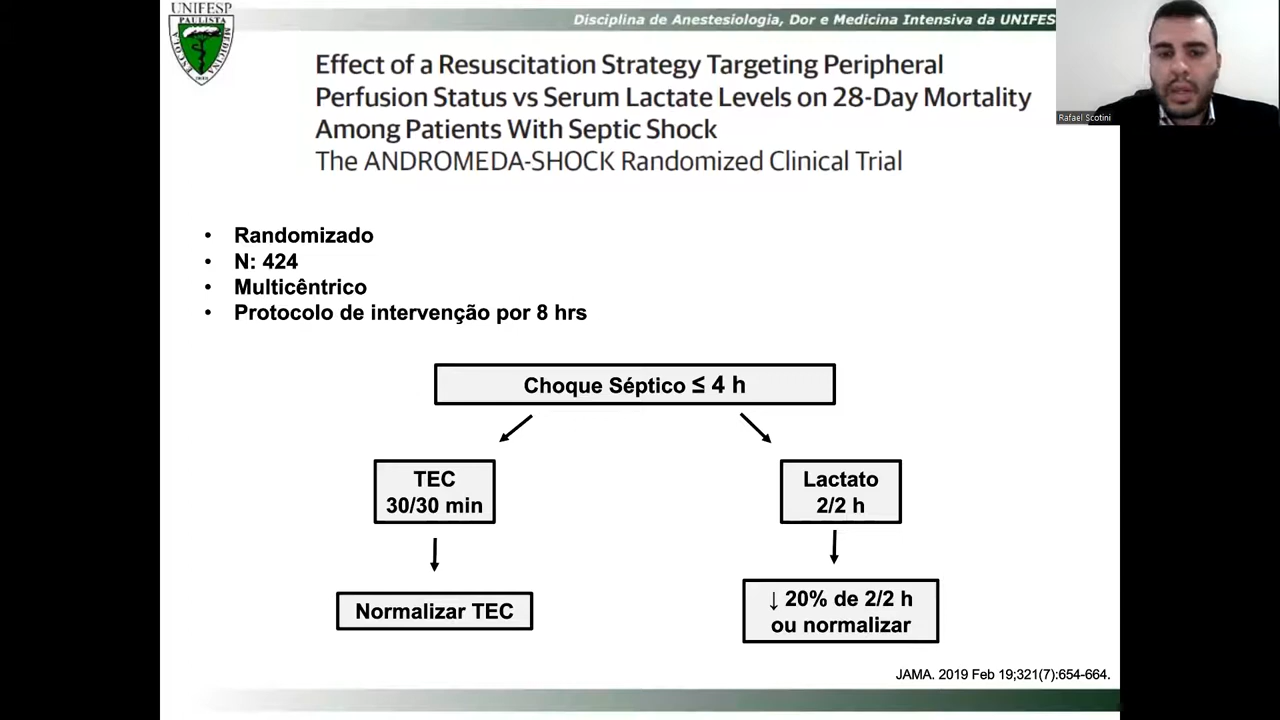 UNIFESP
PAULISTA
ESCOLA
MEDICINA
1933
Disciplina de Anestesiologia, Dor e Medicina Intensiva da UNIFES
Rafael Scotini
Effect of a Resuscitation Strategy Targeting Peripheral
Perfusion Status vs Serum Lactate Levels on 28-Day Mortality
Among Patients With Septic Shock
The ANDROMEDA-SHOCK Randomized Clinical Trial
• Randomizado
• N: 424
• Multicêntrico
• Protocolo de intervenção por 8 hrs
Choque Séptico ≤ 4 h
TEC
30/30 min
Lactato
2/2 h
Normalizar TEC
↓ 20% de 2/2 h
ou normalizar
JAMA. 2019 Feb 19;321(7):654-664.